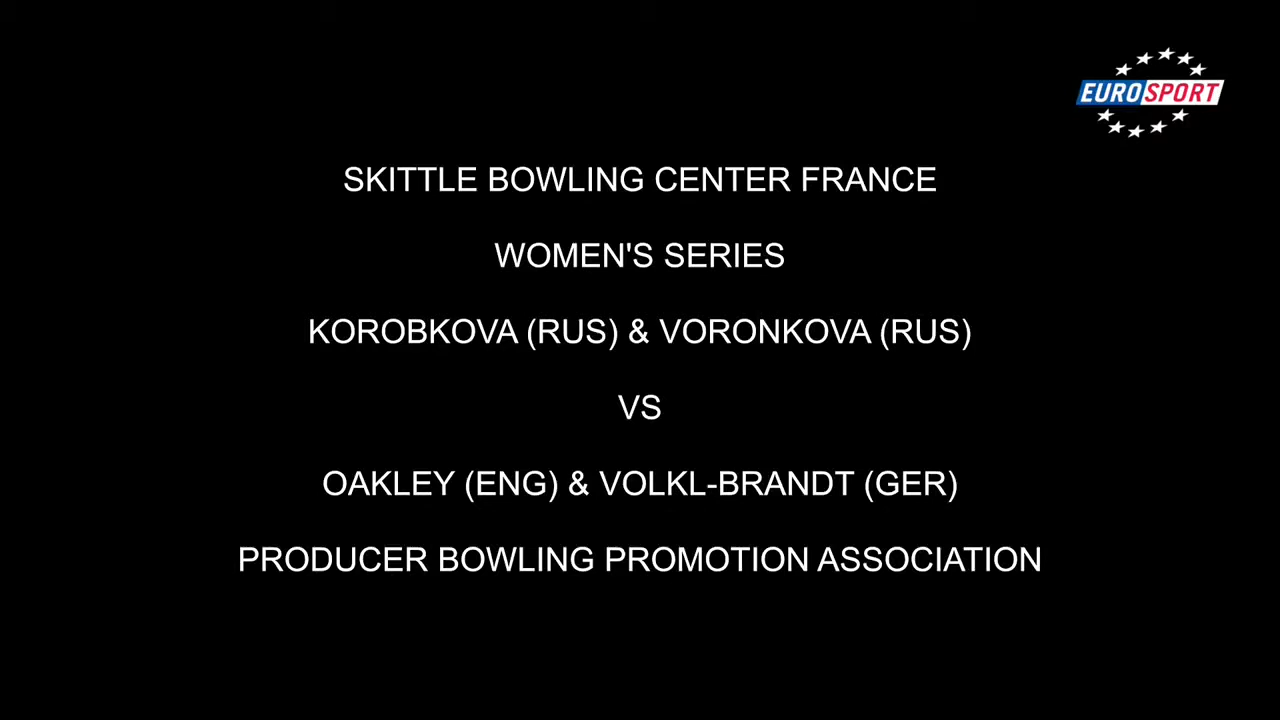 EUROSPORT
SKITTLE BOWLING CENTER FRANCE
WOMEN'S SERIES
KOROBKOVA (RUS) & VORONKOVA (RUS)
VS
OAKLEY (ENG) & VOLKL-BRANDT (GER)
PRODUCER BOWLING PROMOTION ASSOCIATION